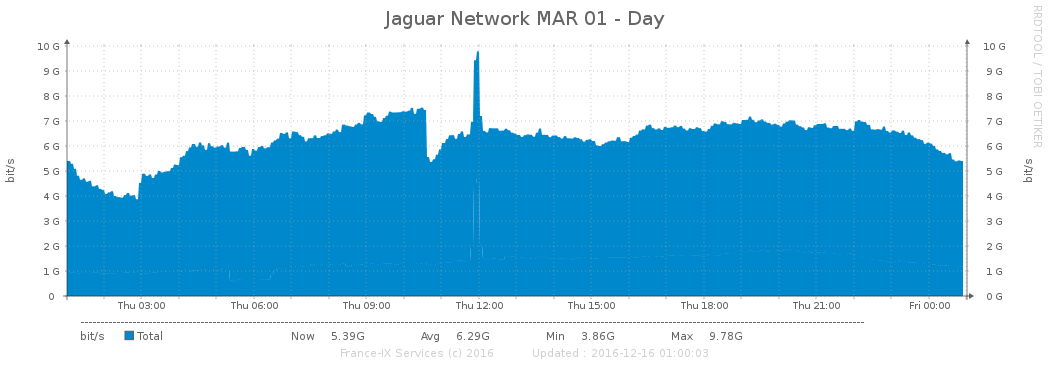 Jaguar Network MAR 01 - Day
RRDTOOL / TOBI OETIKER
10 G 10 G
9 G 9 G
8 G 8 G
7 G 7 G
6 G 6 G
5 G 5 G
4 G 4 G
3 G 3 G
2 G 2 G
1 G 1 G
0 0 G
bit/s
bit/s
Thu 03:00 Thu 06:00 Thu 09:00 Thu 12:00 Thu 15:00 Thu 18:00 Thu 21:00 Fri 00:00
bit/s Total Now 5.39G Avg 6.29G Min 3.86G Max 9.78G
France-IX Services (c) 2016 Updated : 2016-12-16 01:00:03